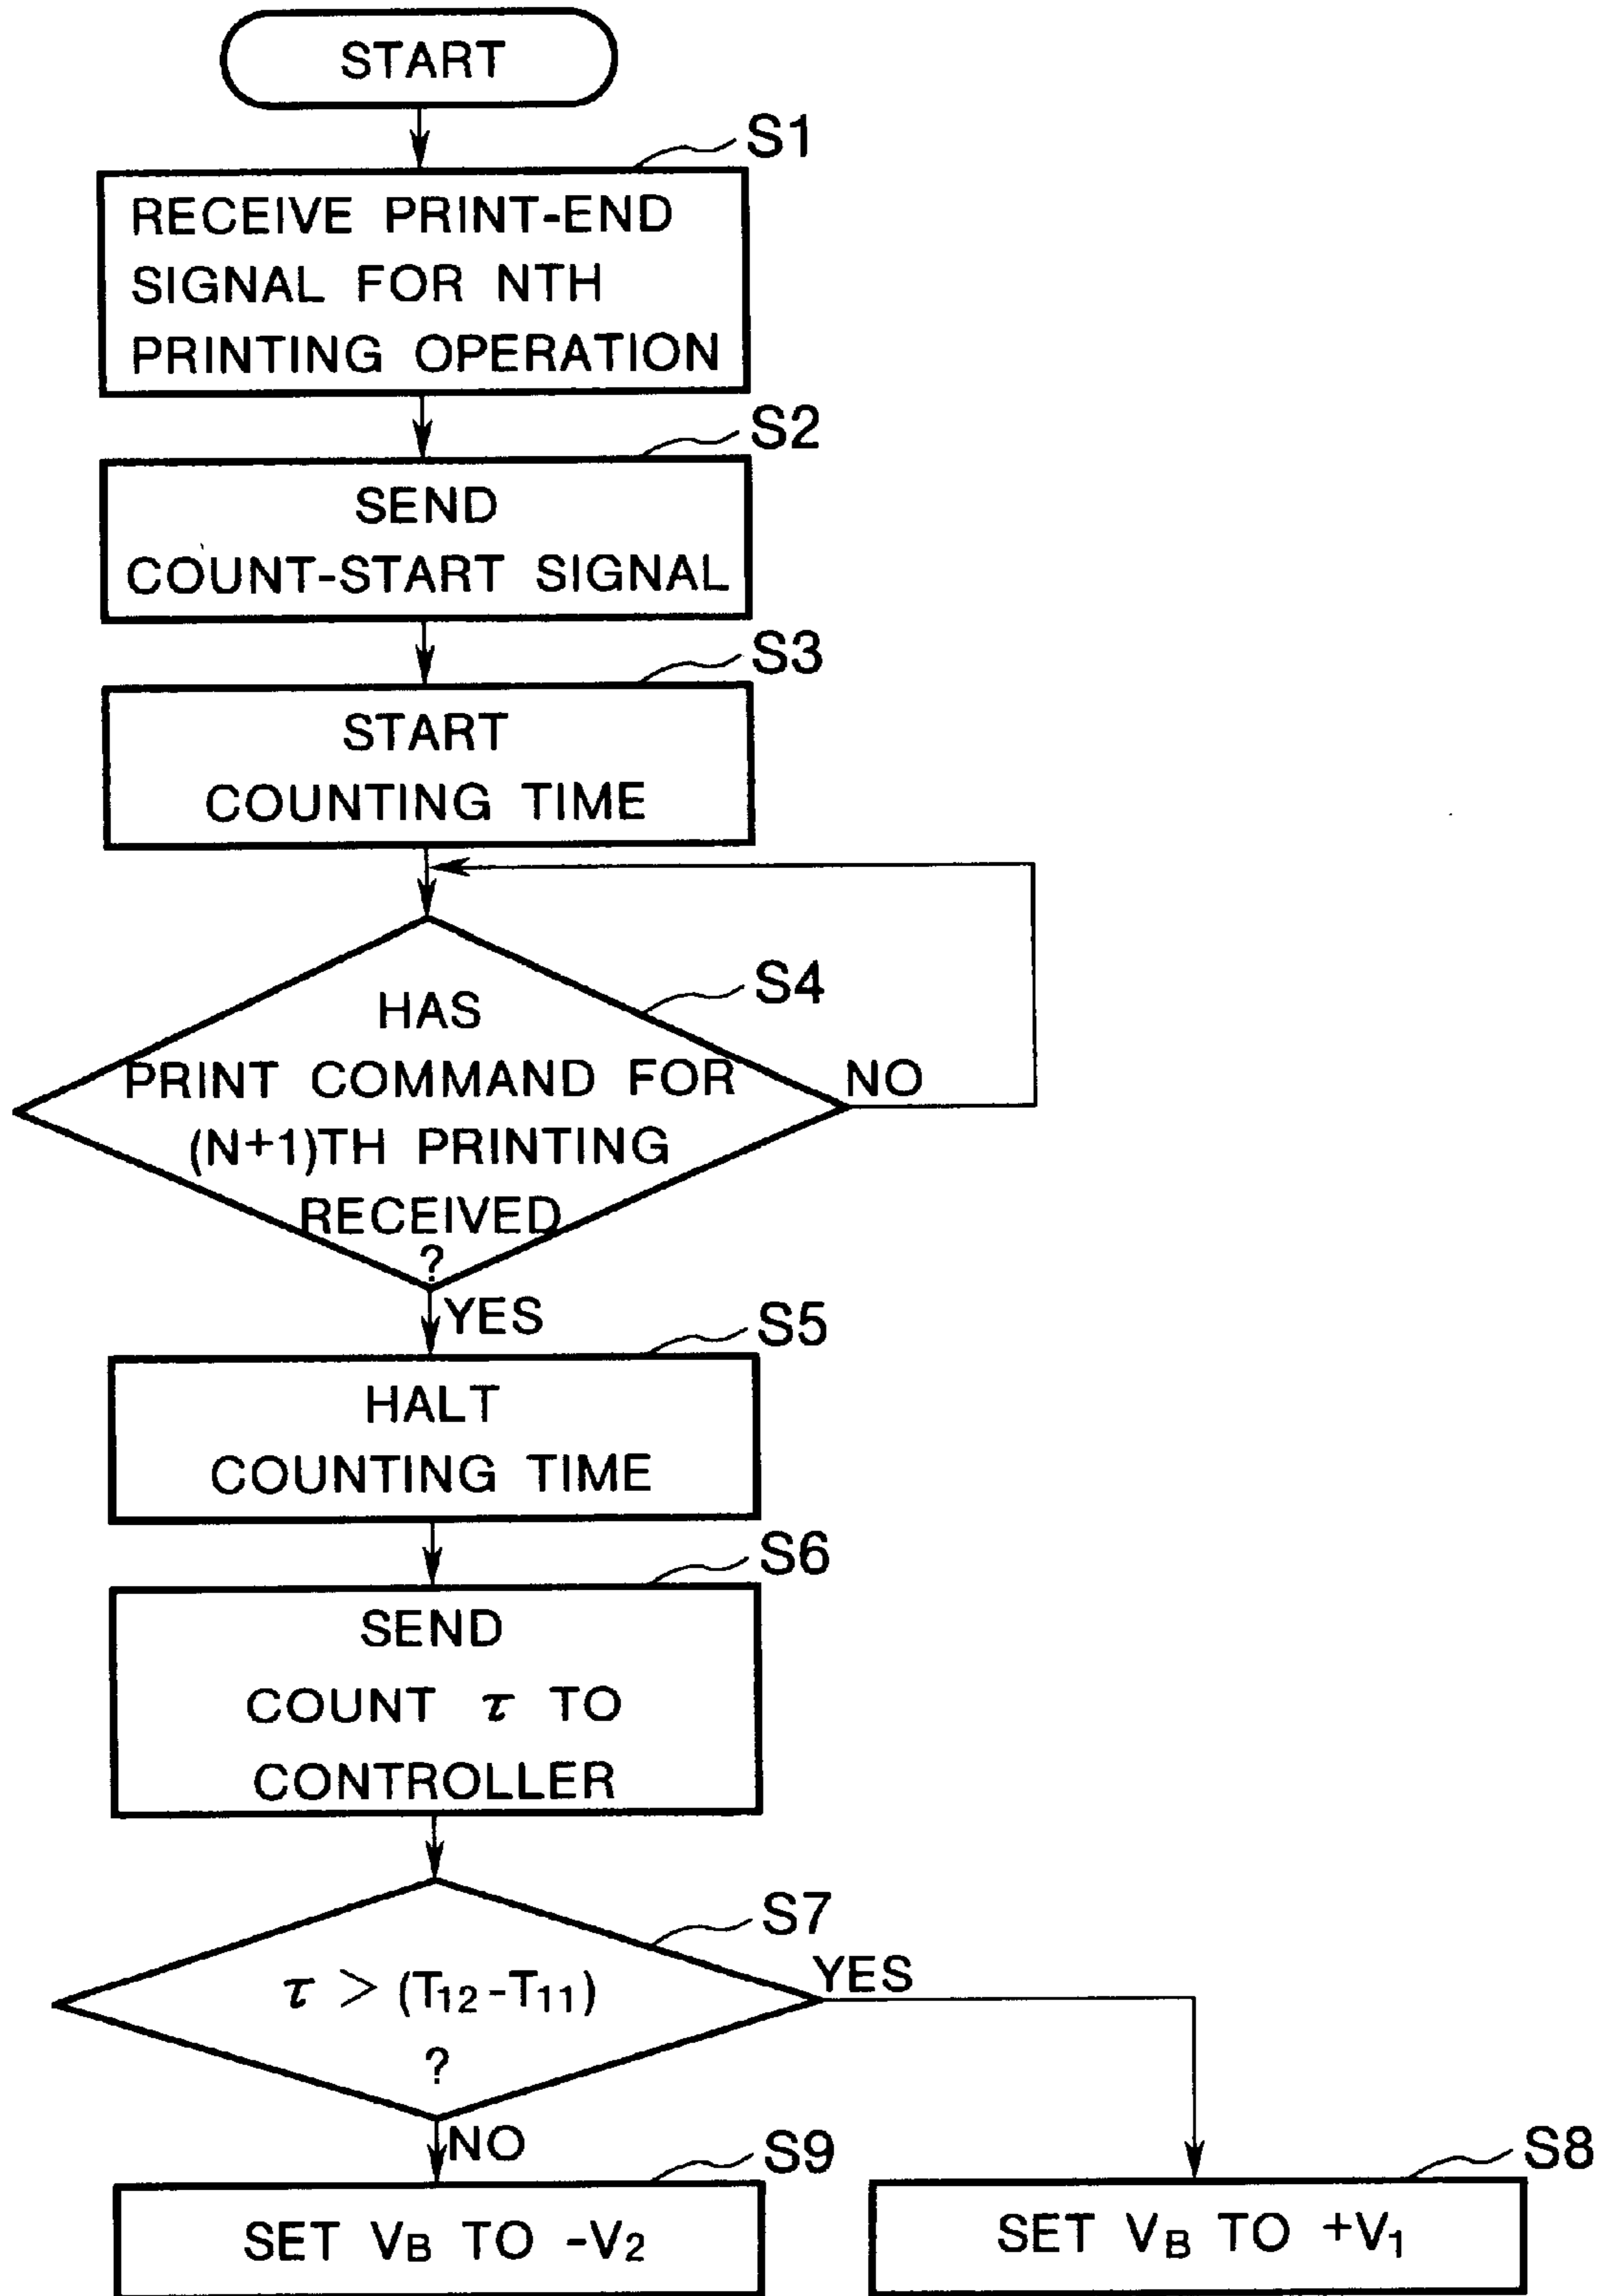 START
S1
RECEIVE PRINT-END
SIGNAL FOR NTH
PRINTING OPERATION
S2
SEND
COUNT-START SIGNAL
S3
START
COUNTING TIME
S4
HAS
PRINT COMMAND FOR
(N+1)TH PRINTING
RECEIVED
?
NO
YES
S5
HALT
COUNTING TIME
S6
SEND
COUNT τ TO
CONTROLLER
S7
τ > (T12-T11)
?
YES
NO
S9
SET VB TO -V2
S8
SET VB TO +V1